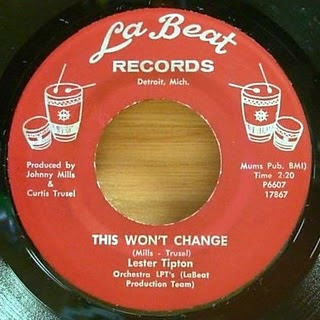 La Beat
RECORDS
Detroit, Mich.
Produced by
Johnny Mills
&
Curtis Trusel
Mums Pub. BMI)
Time 2:20
P6607
17867
THIS WON'T CHANGE
(Mills - Trusel)
Lester Tipton
Orchestra LPT's (LaBeat
Production Team)